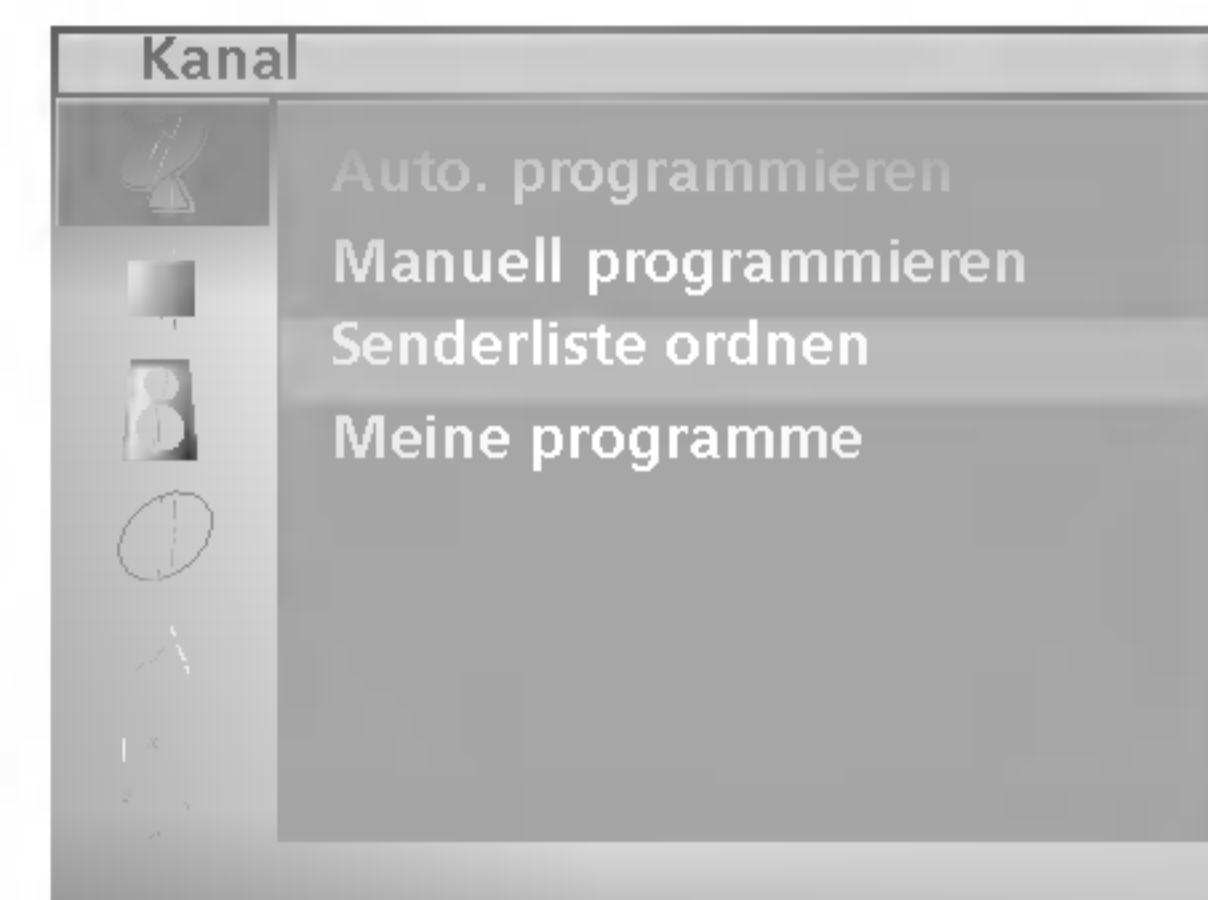 Kanal
Auto. programmieren
Manuell programmieren
Senderliste ordnen
Meine programme